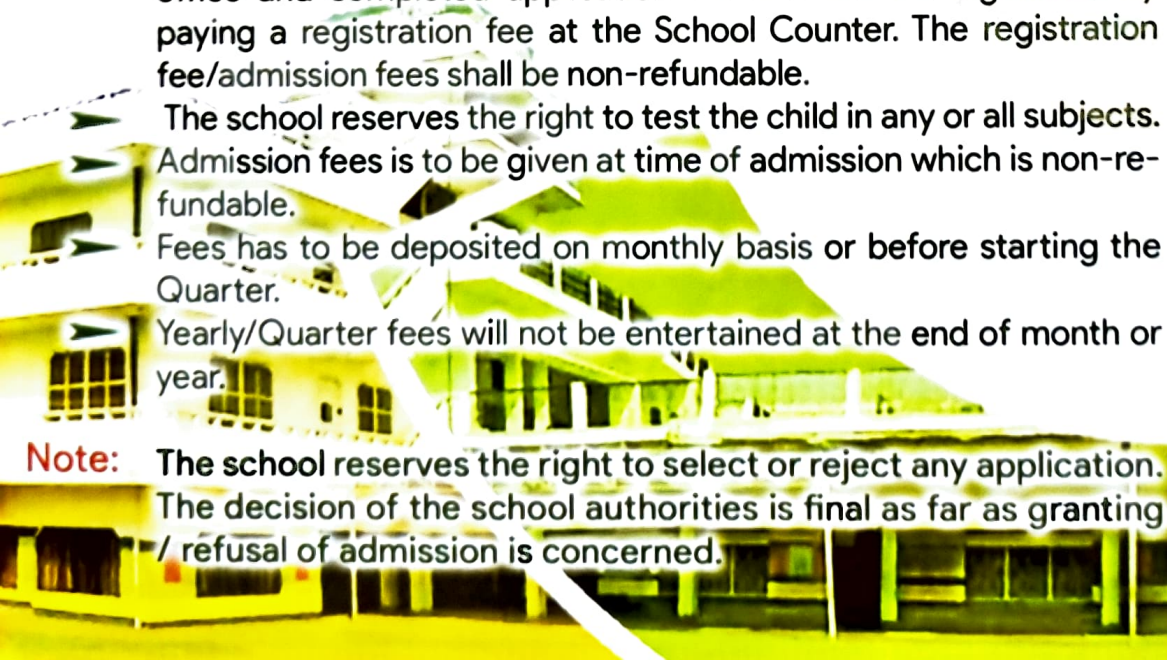 paying a registration fee at the School Counter. The registration
fee/admission fees shall be non-refundable.
The school reserves the right to test the child in any or all subjects.
Admission fees is to be given at time of admission which is non-re-
fundable.
Fees has to be deposited on monthly basis or before starting the
Quarter.
Yearly/Quarter fees will not be entertained at the end of month or
year.
Note: The school reserves the right to select or reject any application.
The decision of the school authorities is final as far as granting
/ refusal of admission is concerned.